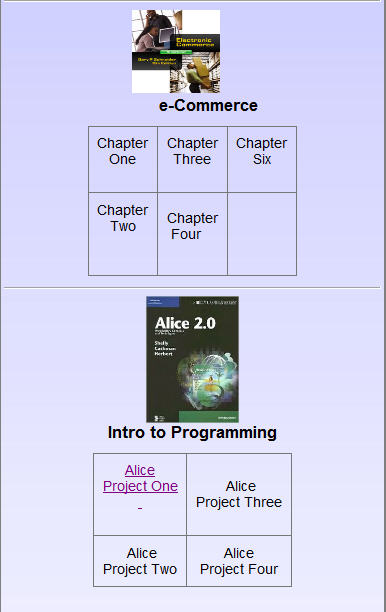 Electronic
Commerce
Gary P. Schneider
e-Commerce
Chapter
One
Chapter
Three
Chapter
Six
Chapter
Two
Chapter
Four
Alice 2.0
Shelly
Cashman
Herbert
Intro to Programming
Alice
Project One
Alice
Project Three
Alice
Project Two
Alice
Project Four